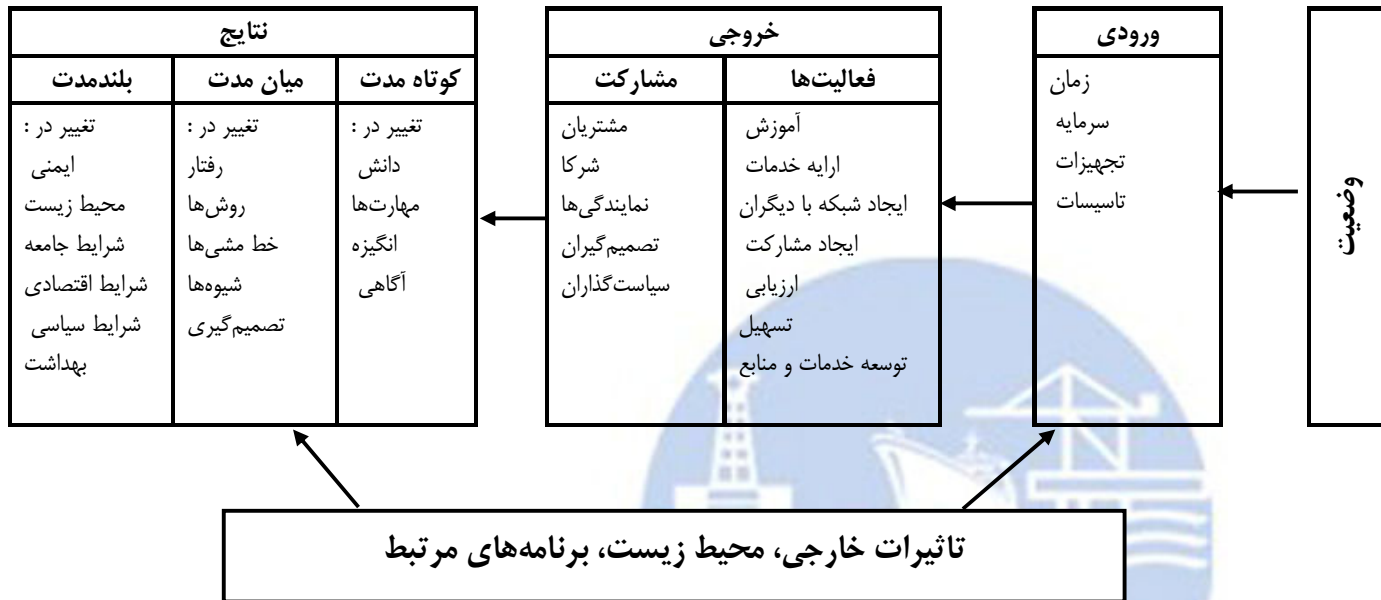 وضعیت
ورودی
زمان
سرمایه
تجهیزات
تاسیسات
خروجی
فعالیت‌ها
آموزش
ارایه خدمات
ایجاد شبکه با دیگران
ایجاد مشارکت
ارزیابی
تسهیل
توسعه خدمات و منابع
مشارکت
مشتریان
شرکا
نمایندگی‌ها
تصمیم‌گیران
سیاست‌گذاران
نتایج
کوتاه مدت
تغییر در :
دانش
مهارت‌ها
انگیزه
آگاهی
میان مدت
تغییر در :
رفتار
روش‌ها
خط مشی‌ها
شیوه‌ها
تصمیم‌گیری
بلندمدت
تغییر در :
ایمنی
محیط زیست
شرایط جامعه
شرایط اقتصادی
شرایط سیاسی
بهداشت
تاثیرات خارجی، محیط زیست، برنامه‌های مرتبط